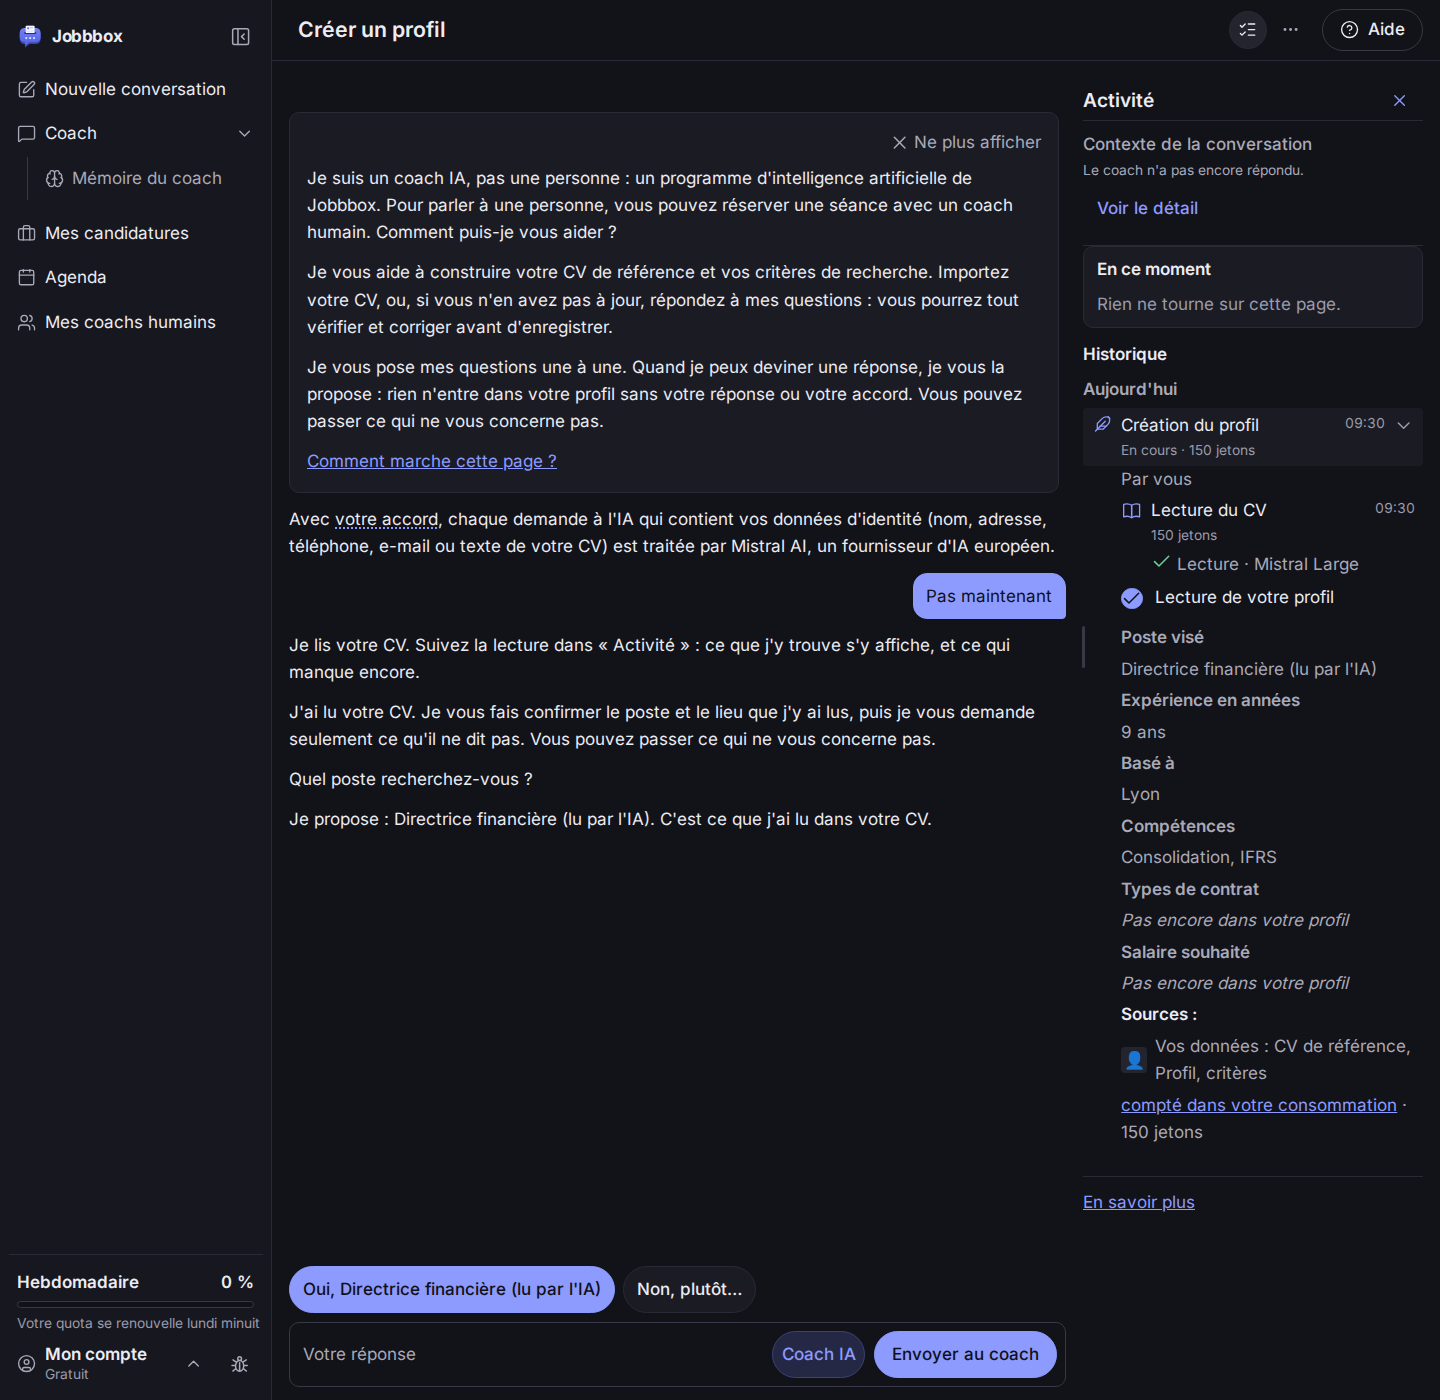 Jobbbox
Nouvelle conversation
Coach
Mémoire du coach
Mes candidatures
Agenda
Mes coachs humains
Hebdomadaire
0 %
Votre quota se renouvelle lundi minuit
Mon compte
Gratuit
Créer un profil
Aide
Ne plus afficher
Je suis un coach IA, pas une personne : un programme d'intelligence artificielle de
Jobbbox. Pour parler à une personne, vous pouvez réserver une séance avec un coach
humain. Comment puis-je vous aider ?
Je vous aide à construire votre CV de référence et vos critères de recherche. Importez
votre CV, ou, si vous n'en avez pas à jour, répondez à mes questions : vous pourrez tout
vérifier et corriger avant d'enregistrer.
Je vous pose mes questions une à une. Quand je peux deviner une réponse, je vous la
propose : rien n'entre dans votre profil sans votre réponse ou votre accord. Vous pouvez
passer ce qui ne vous concerne pas.
Comment marche cette page ?
Avec votre accord, chaque demande à l'IA qui contient vos données d'identité (nom, adresse,
téléphone, e-mail ou texte de votre CV) est traitée par Mistral AI, un fournisseur d'IA européen.
Pas maintenant
Je lis votre CV. Suivez la lecture dans « Activité » : ce que j'y trouve s'y affiche, et ce qui
manque encore.
J'ai lu votre CV. Je vous fais confirmer le poste et le lieu que j'y ai lus, puis je vous demande
seulement ce qu'il ne dit pas. Vous pouvez passer ce qui ne vous concerne pas.
Quel poste recherchez-vous ?
Je propose : Directrice financière (lu par l'IA). C'est ce que j'ai lu dans votre CV.
Oui, Directrice financière (lu par l'IA)
Non, plutôt...
Votre réponse
Coach IA
Envoyer au coach
Activité
Contexte de la conversation
Le coach n'a pas encore répondu.
Voir le détail
En ce moment
Rien ne tourne sur cette page.
Historique
Aujourd'hui
Création du profil
09:30
En cours · 150 jetons
Par vous
Lecture du CV
09:30
150 jetons
Lecture · Mistral Large
Lecture de votre profil
Poste visé
Directrice financière (lu par l'IA)
Expérience en années
9 ans
Basé à
Lyon
Compétences
Consolidation, IFRS
Types de contrat
Pas encore dans votre profil
Salaire souhaité
Pas encore dans votre profil
Sources :
Vos données : CV de référence,
Profil, critères
compté dans votre consommation ·
150 jetons
En savoir plus